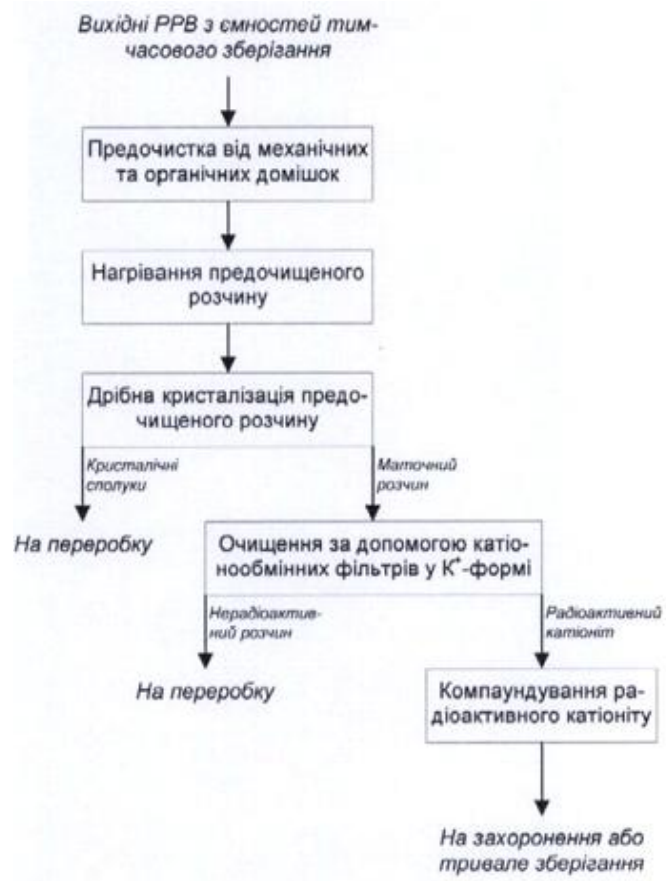 Вихідні РРВ з ємностей тим-
часового зберігання
Предочистка від механічних
та органічних домішок
Нагрівання предочищеного
розчину
Дрібна кристалізація предо-
чищеного розчину
Кристалічні
сполуки
Маточний
розчин
На переробку
Очищення за допомогою катіо-
нообмінних фільтрів у К⁺-формі
Нерадіоактив-
ний розчин
Радіоактивний
катіоніт
На переробку
Компаундування ра-
діоактивного катіоніту
На захоронення або
тривале зберігання